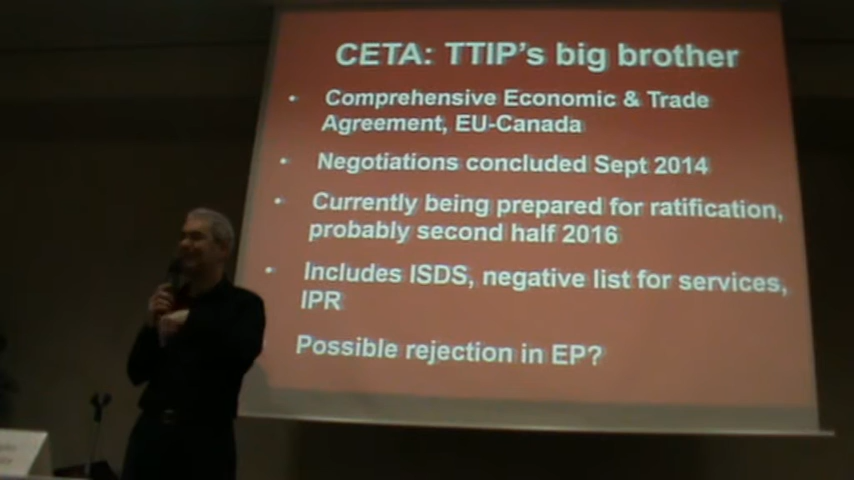 CETA: TTIP's big brother
• Comprehensive Economic & Trade
Agreement, EU-Canada
• Negotiations concluded Sept 2014
• Currently being prepared for ratification,
probably second half 2016
• Includes ISDS, negative list for services,
IPR
Possible rejection in EP?